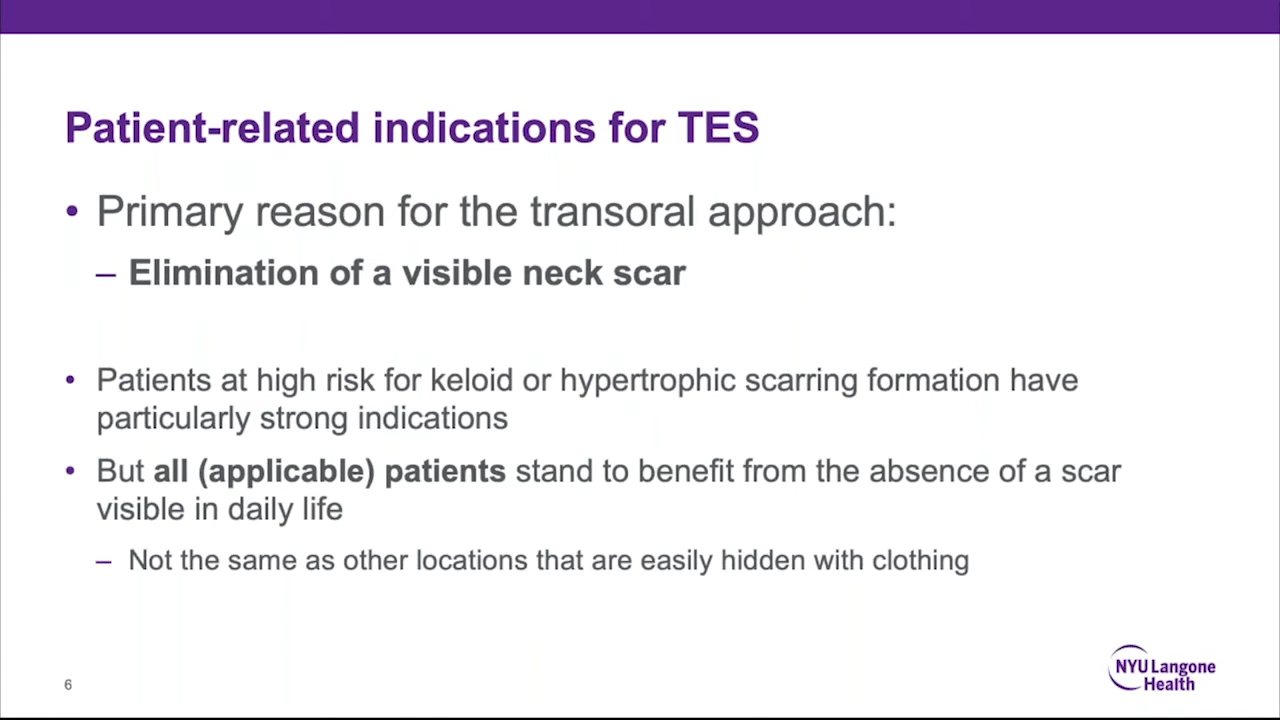 Patient-related indications for TES
• Primary reason for the transoral approach:
– Elimination of a visible neck scar
• Patients at high risk for keloid or hypertrophic scarring formation have
particularly strong indications
• But all (applicable) patients stand to benefit from the absence of a scar
visible in daily life
– Not the same as other locations that are easily hidden with clothing
6
NYU Langone
Health